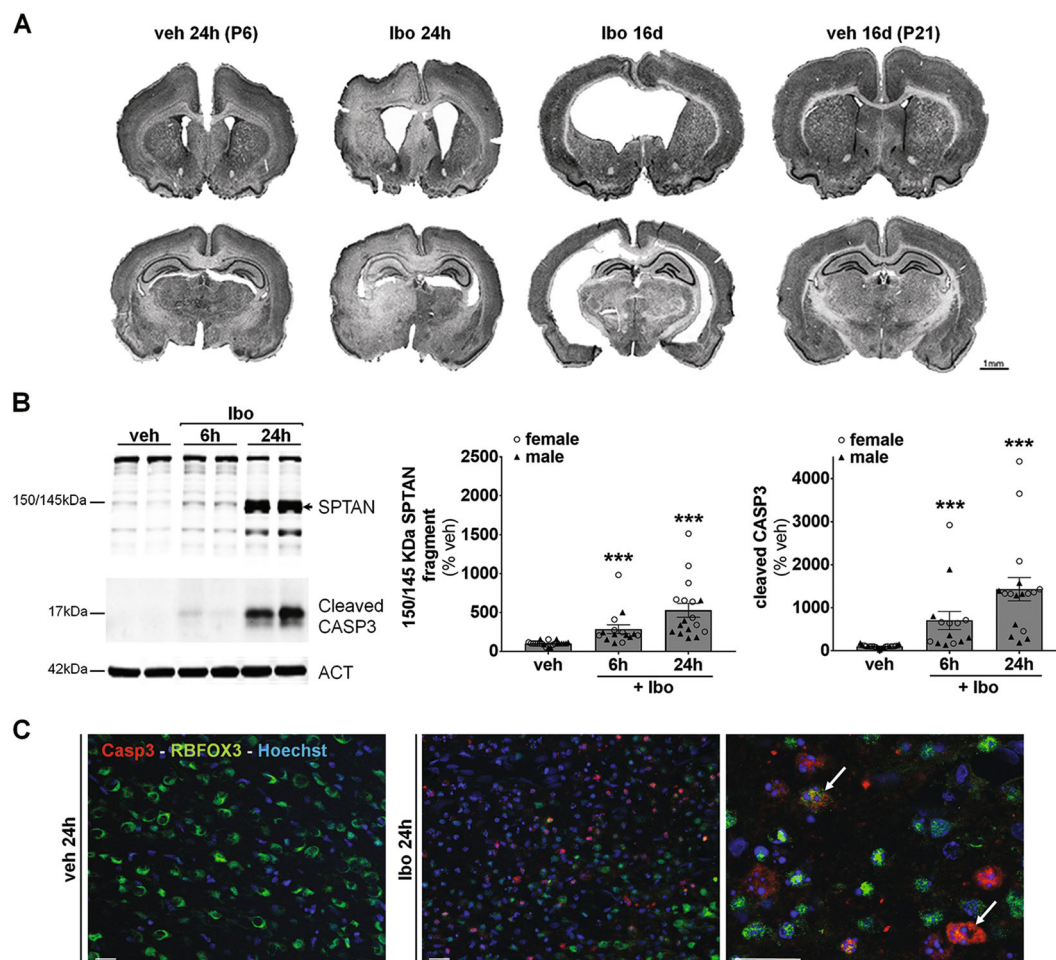 A
veh 24h (P6)
Ibo 24h
Ibo 16d
veh 16d (P21)
1mm
B
Ibo
veh
6h
24h
150/145kDa
SPTAN
17kDa
Cleaved
CASP3
42kDa
ACT
150/145 KDa SPTAN
fragment
(% veh)
female
male
2500
2000
1500
1000
500
0
***
***
veh
6h
24h
+ Ibo
cleaved CASP3
(% veh)
female
male
4000
3000
2000
1000
0
***
***
veh
6h
24h
+ Ibo
C
veh 24h
Casp3 - RBFOX3 - Hoechst
Ibo 24h